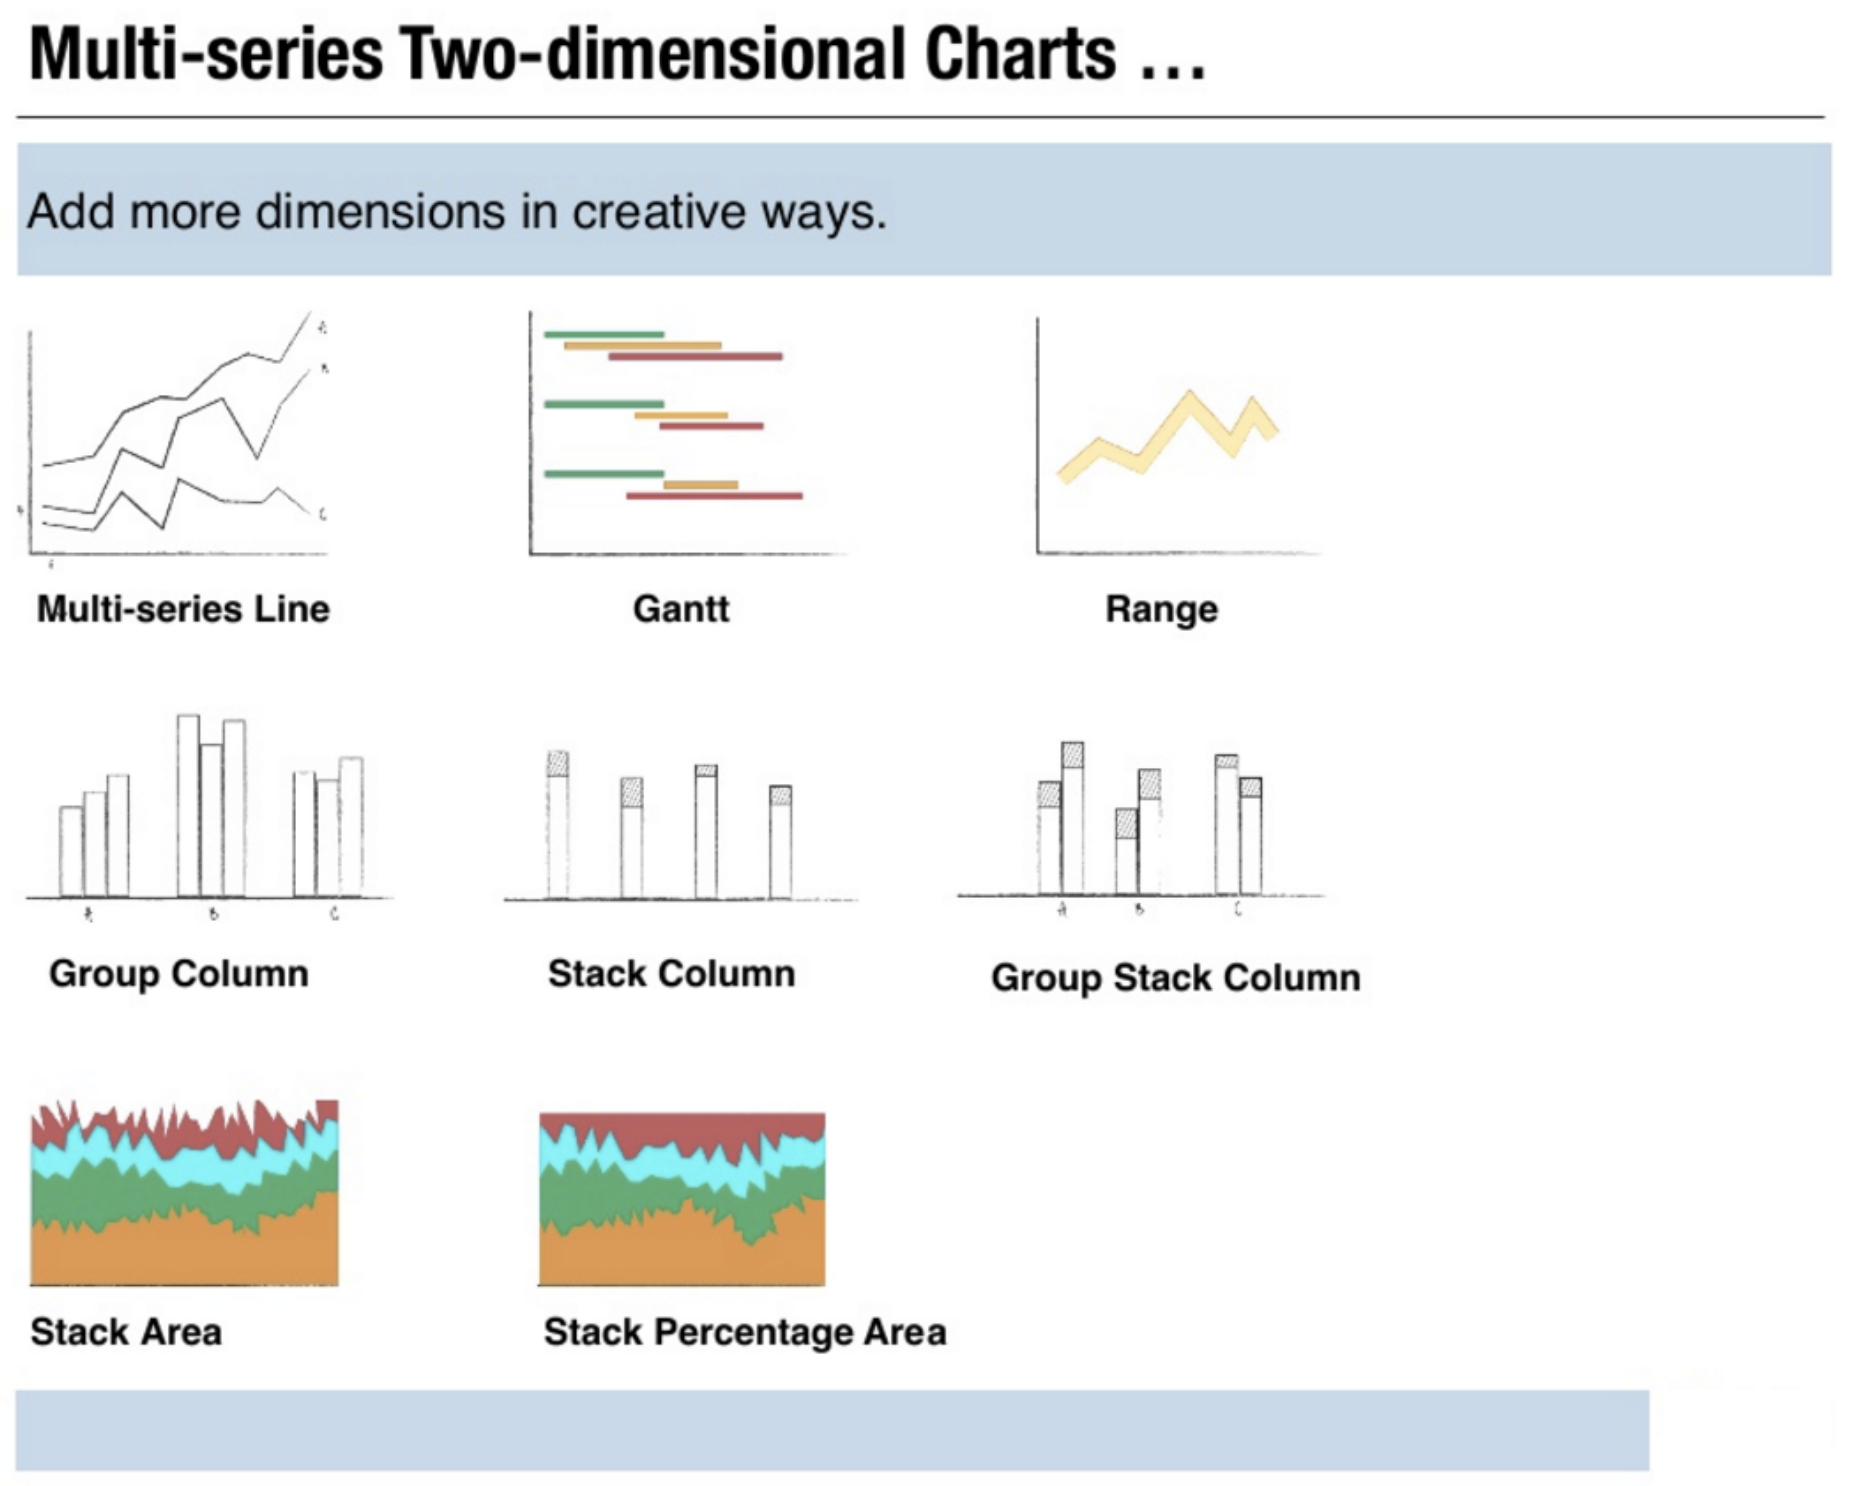 Multi-series Two-dimensional Charts ...
Add more dimensions in creative ways.
A
B
C
Multi-series Line
Gantt
Range
A B C
A B C
Group Column
Stack Column
Group Stack Column
Stack Area
Stack Percentage Area